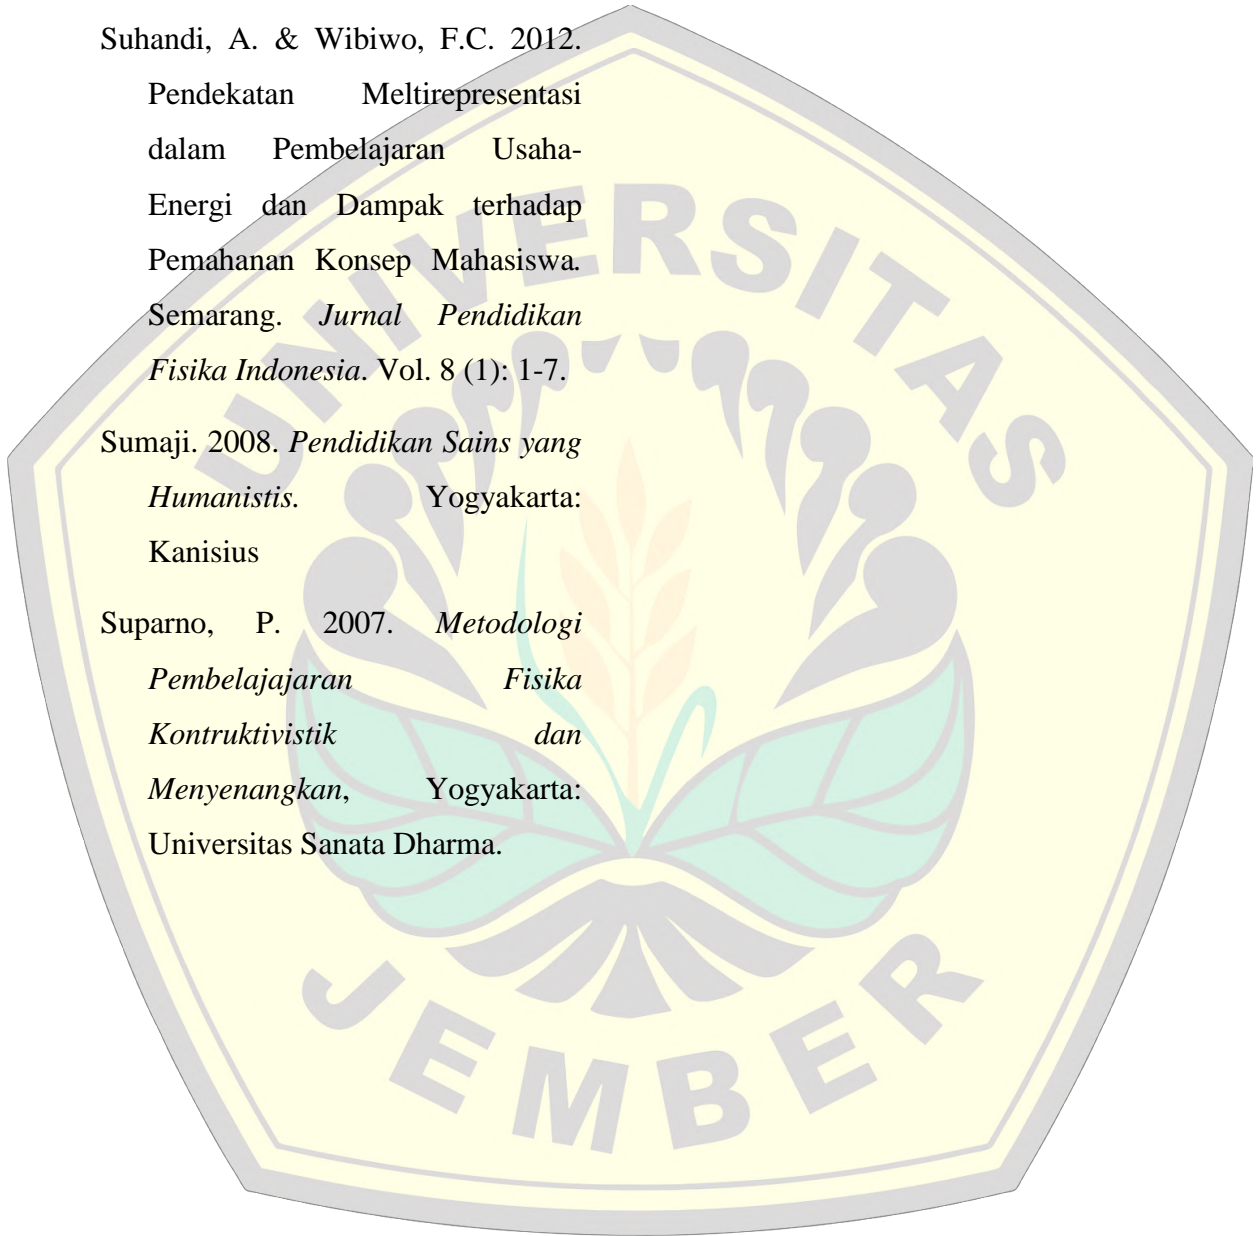 Suhandi, A. & Wibiwo, F.C. 2012.
Pendekatan Meltirepresentasi
dalam Pembelajaran Usaha-
Energi dan Dampak terhadap
Pemahanan Konsep Mahasiswa.
Semarang. Jurnal Pendidikan
Fisika Indonesia. Vol. 8 (1): 1-7.
Sumaji. 2008. Pendidikan Sains yang
Humanistis. Yogyakarta:
Kanisius
Suparno, P. 2007. Metodologi
Pembelajajaran Fisika
Kontruktivistik dan
Menyenangkan, Yogyakarta:
Universitas Sanata Dharma.
UNIVERSITAS
JEMBER